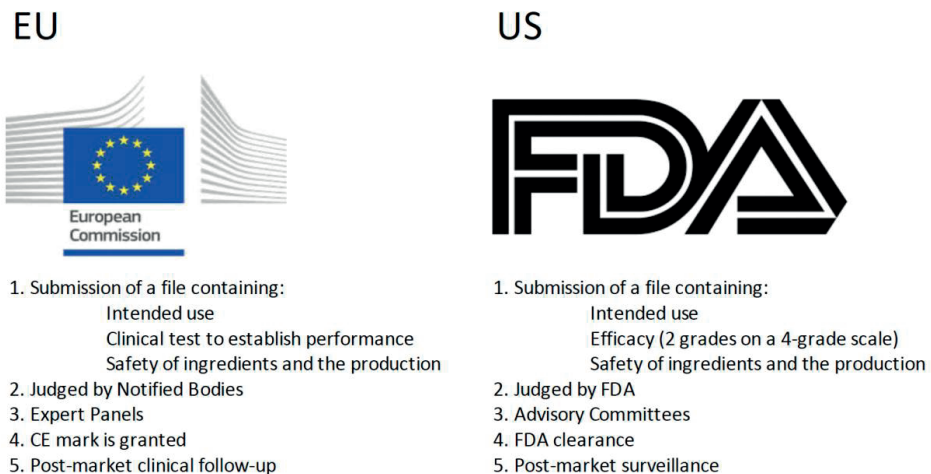 EU
European
Commission
1. Submission of a file containing:
Intended use
Clinical test to establish performance
Safety of ingredients and the production
2. Judged by Notified Bodies
3. Expert Panels
4. CE mark is granted
5. Post-market clinical follow-up
US
FDA
1. Submission of a file containing:
Intended use
Efficacy (2 grades on a 4-grade scale)
Safety of ingredients and the production
2. Judged by FDA
3. Advisory Committees
4. FDA clearance
5. Post-market surveillance